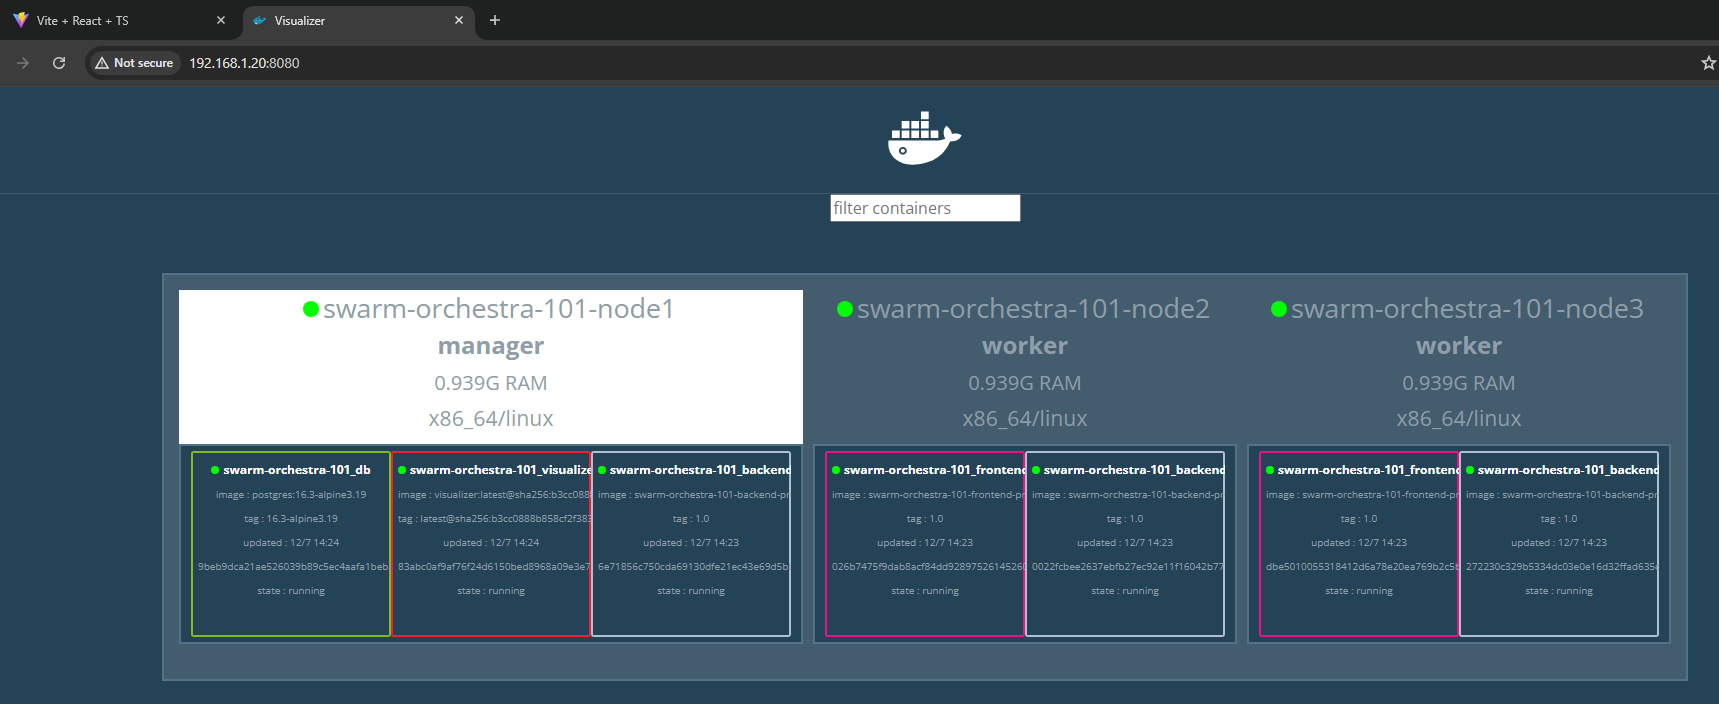 Vite + React + TS
Visualizer
Not secure
192.168.1.20:8080
filter containers
swarm-orchestra-101-node1
manager
0.939G RAM
x86_64/linux
swarm-orchestra-101_db
image : postgres:16.3-alpine3.19
tag : 16.3-alpine3.19
updated : 12/7 14:24
9beb9dca21ae526039b89c5ec4aafa1beb
state : running
swarm-orchestra-101_visualize
image : visualizer:latest@sha256:b3cc088
tag : latest@sha256:b3cc0888b858cf2f383
updated : 12/7 14:24
83abc0af9af76f24d6150bed8968a09e3e7
state : running
swarm-orchestra-101_backend
image : swarm-orchestra-101-backend-pr
tag : 1.0
updated : 12/7 14:23
6e71856c750cda69130dfe21ec43e69d5b
state : running
swarm-orchestra-101-node2
worker
0.939G RAM
x86_64/linux
swarm-orchestra-101_frontend
image : swarm-orchestra-101-frontend-pr
tag : 1.0
updated : 12/7 14:23
026b7475f9dab8acf84dd92897526145260
state : running
swarm-orchestra-101_backend
image : swarm-orchestra-101-backend-pr
tag : 1.0
updated : 12/7 14:23
0022fcbee2637ebfb27ec92e11f16042b77
state : running
swarm-orchestra-101-node3
worker
0.939G RAM
x86_64/linux
swarm-orchestra-101_frontend
image : swarm-orchestra-101-frontend-pr
tag : 1.0
updated : 12/7 14:23
dbe5010055318412d6a78e20ea769b2c5b
state : running
swarm-orchestra-101_backend
image : swarm-orchestra-101-backend-pr
tag : 1.0
updated : 12/7 14:23
272230c329b5334dc03e0e16d32ffad635
state : running